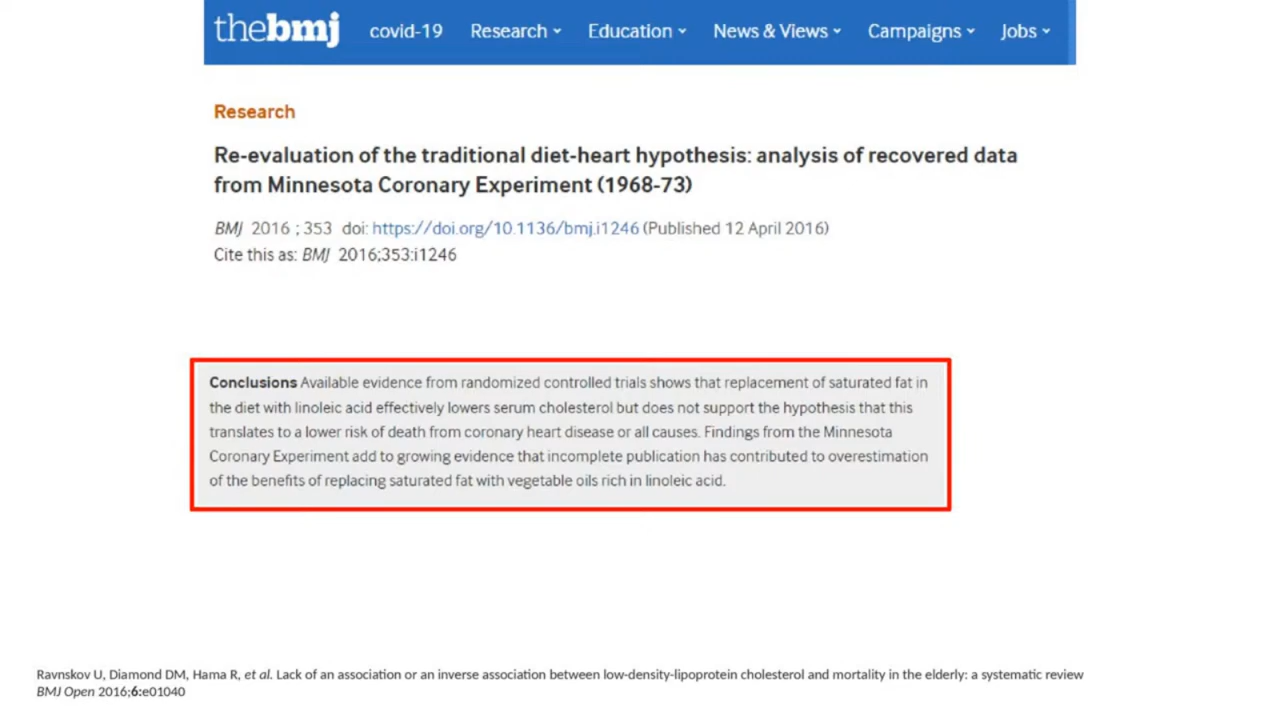 thebmj covid-19 Research Education News & Views Campaigns Jobs
Research
Re-evaluation of the traditional diet-heart hypothesis: analysis of recovered data
from Minnesota Coronary Experiment (1968-73)
BMJ 2016 ; 353 doi: https://doi.org/10.1136/bmj.i1246 (Published 12 April 2016)
Cite this as: BMJ 2016;353:i1246
Conclusions Available evidence from randomized controlled trials shows that replacement of saturated fat in
the diet with linoleic acid effectively lowers serum cholesterol but does not support the hypothesis that this
translates to a lower risk of death from coronary heart disease or all causes. Findings from the Minnesota
Coronary Experiment add to growing evidence that incomplete publication has contributed to overestimation
of the benefits of replacing saturated fat with vegetable oils rich in linoleic acid.
Ravnskov U, Diamond DM, Hama R, et al. Lack of an association or an inverse association between low-density-lipoprotein cholesterol and mortality in the elderly: a systematic review
BMJ Open 2016;6:e01040